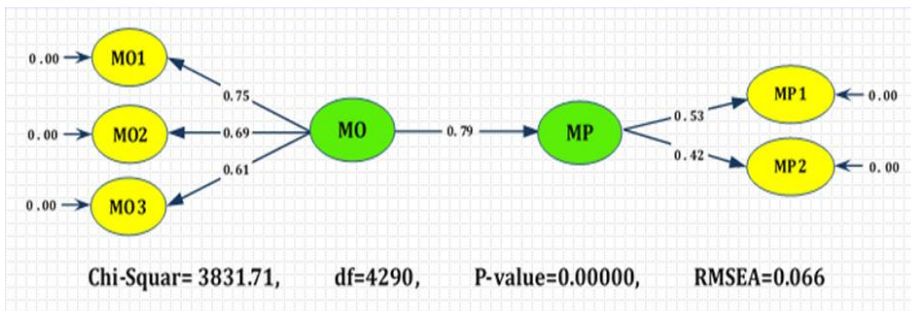 0.00
MO1
0.75
0.00
MO2
0.69
MO
0.79
MP
0.53
MP1
0.00
0.61
0.42
MP2
0.00
0.00
MO3
Chi-Squar= 3831.71, df=4290, P-value=0.00000, RMSEA=0.066